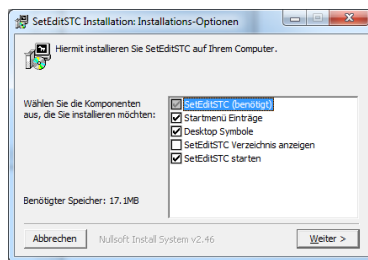 SetEditSTC Installation: Installations-Optionen
Hiermit installieren Sie SetEditSTC auf Ihrem Computer.
Wählen Sie die Komponenten
aus, die Sie installieren möchten:
SetEditSTC (benötigt)
Startmenü Einträge
Desktop Symbole
SetEditSTC Verzeichnis anzeigen
SetEditSTC starten
Benötigter Speicher: 17.1MB
Abbrechen
Nullsoft Install System v2.46
Weiter >